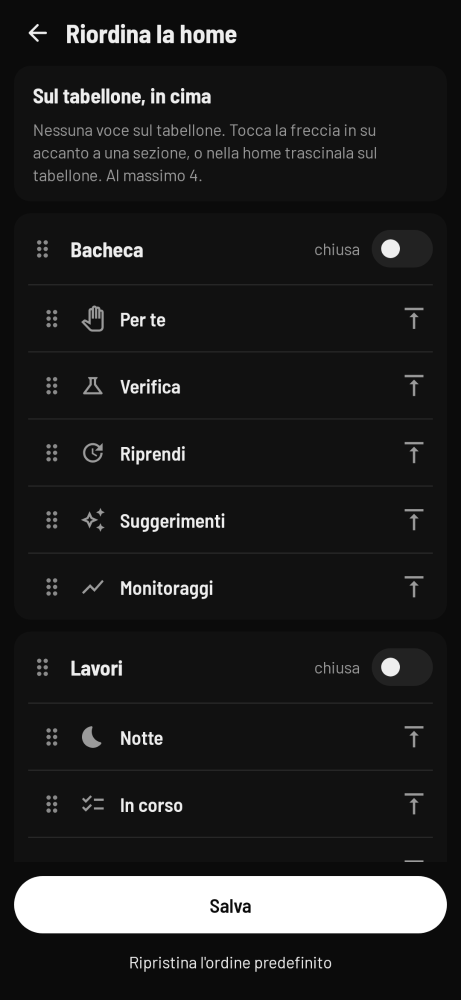 Riordina la home
Sul tabellone, in cima
Nessuna voce sul tabellone. Tocca la freccia in su
accanto a una sezione, o nella home trascinala sul
tabellone. Al massimo 4.
Bacheca chiusa
Per te
Verifica
Riprendi
Suggerimenti
Monitoraggi
Lavori chiusa
Notte
In corso
Salva
Ripristina l'ordine predefinito